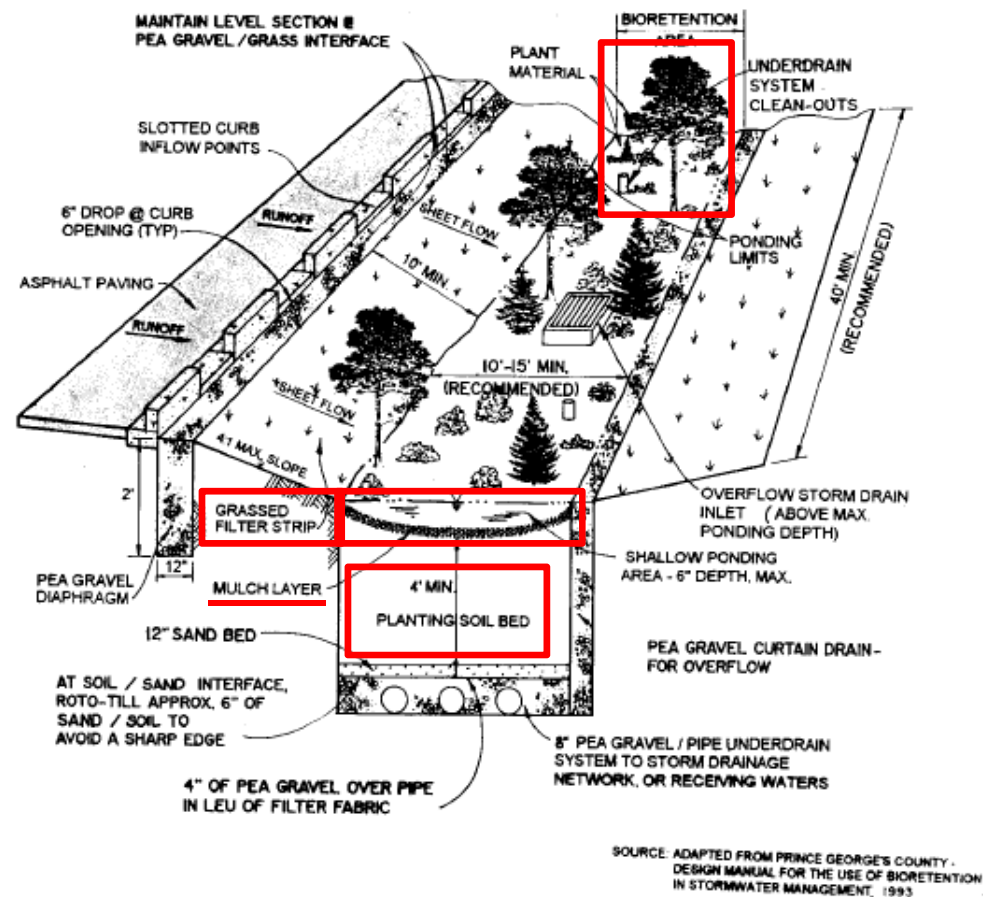 MAINTAIN LEVEL SECTION @
PEA GRAVEL / GRASS INTERFACE
BIORETENTION
AREA
PLANT
MATERIAL
UNDERDRAIN
SYSTEM
CLEAN-OUTS
SLOTTED CURB
INFLOW POINTS
6" DROP @ CURB
OPENING (TYP)
RUNOFF
SHEET FLOW
PONDING
LIMITS
ASPHALT PAVING
10' MIN.
40' MIN.
(RECOMMENDED)
RUNOFF
10'-15' MIN.
(RECOMMENDED)
SHEET FLOW
4:1 MAX. SLOPE
2'
GRASSED
FILTER STRIP
OVERFLOW STORM DRAIN
INLET ( ABOVE MAX.
PONDING DEPTH)
12"
SHALLOW PONDING
AREA - 6" DEPTH, MAX.
PEA GRAVEL
DIAPHRAGM
MULCH LAYER
4' MIN.
PLANTING SOIL BED
12" SAND BED
PEA GRAVEL CURTAIN DRAIN-
FOR OVERFLOW
AT SOIL / SAND INTERFACE,
ROTO-TILL APPROX. 6" OF
SAND / SOIL TO
AVOID A SHARP EDGE
8" PEA GRAVEL / PIPE UNDERDRAIN
SYSTEM TO STORM DRAINAGE
NETWORK, OR RECEIVING WATERS
4" OF PEA GRAVEL OVER PIPE
IN LEU OF FILTER FABRIC
SOURCE: ADAPTED FROM PRINCE GEORGE'S COUNTY -
DESIGN MANUAL FOR THE USE OF BIORETENTION
IN STORMWATER MANAGEMENT, 1993